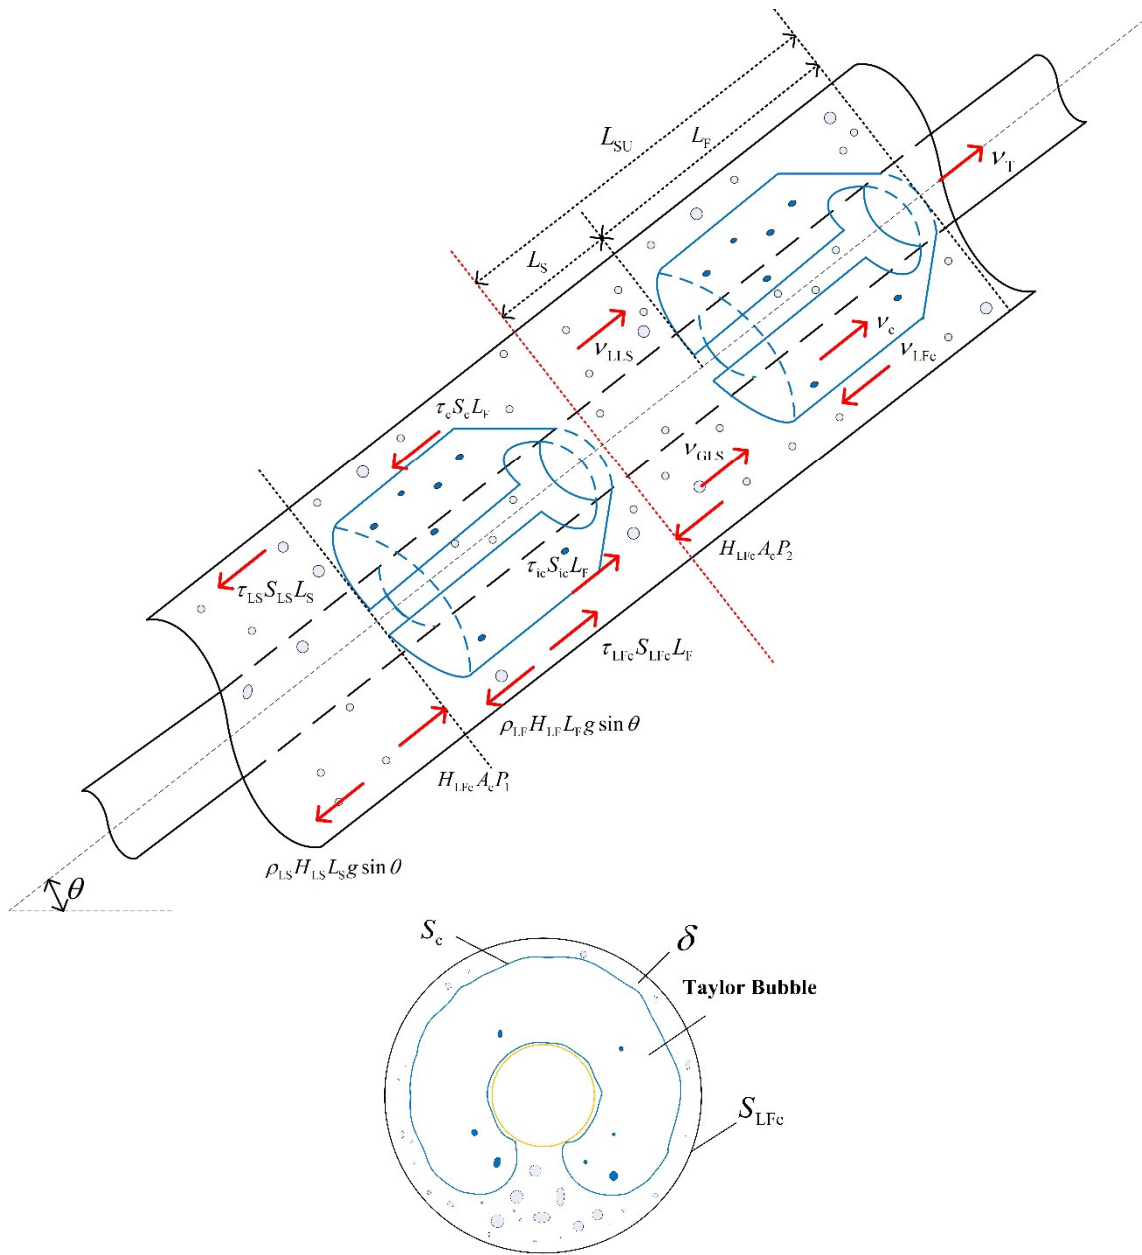 L_SU
L_F
v_T
L_S
v_LLS
v_c
v_LFc
τ_c S_c L_F
v_GLS
H_LFc A_c P_2
τ_ic S_ic L_F
τ_LS S_LS L_S
τ_LFc S_LFc L_F
ρ_LF H_LF L_F g sin θ
H_LFc A_c P_1
ρ_LS H_LS L_S g sin θ
θ
S_c
δ
Taylor Bubble
S_LFc